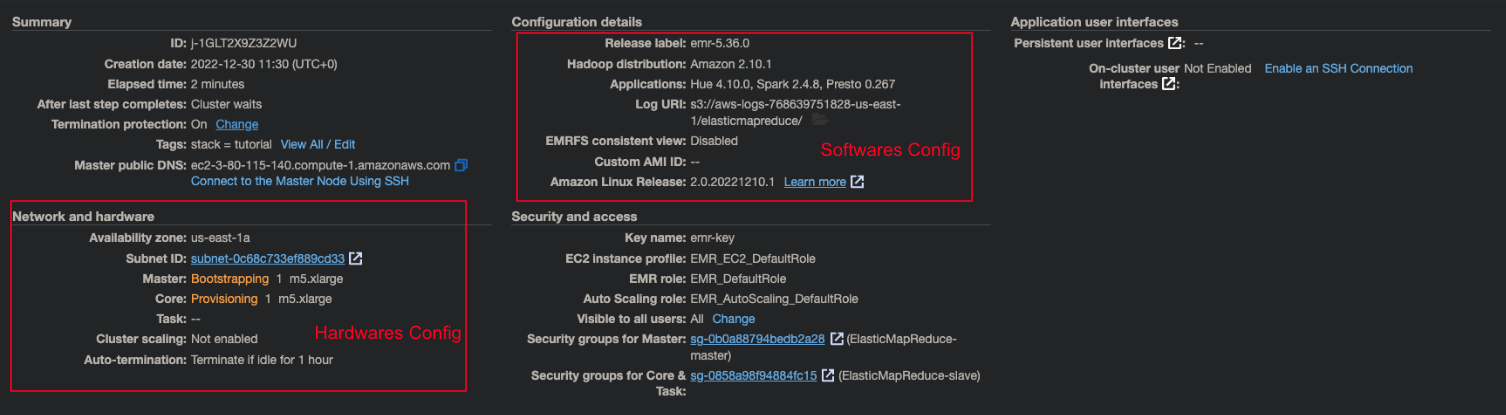 Summary
ID: j-1GLT2X9Z3Z2WU
Creation date: 2022-12-30 11:30 (UTC+0)
Elapsed time: 2 minutes
After last step completes: Cluster waits
Termination protection: On Change
Tags: stack = tutorial View All / Edit
Master public DNS: ec2-3-80-115-140.compute-1.amazonaws.com
Connect to the Master Node Using SSH
Configuration details
Release label: emr-5.36.0
Hadoop distribution: Amazon 2.10.1
Applications: Hue 4.10.0, Spark 2.4.8, Presto 0.267
Log URI: s3://aws-logs-768639751828-us-east-
1/elasticmapreduce/
EMRFS consistent view: Disabled
Custom AMI ID: --
Amazon Linux Release: 2.0.20221210.1 Learn more
Softwares Config
Application user interfaces
Persistent user interfaces : --
On-cluster user Not Enabled Enable an SSH Connection
interfaces :
Network and hardware
Availability zone: us-east-1a
Subnet ID: subnet-0c68c733ef889cd33
Master: Bootstrapping 1 m5.xlarge
Core: Provisioning 1 m5.xlarge
Task: --
Cluster scaling: Not enabled
Auto-termination: Terminate if idle for 1 hour
Hardwares Config
Security and access
Key name: emr-key
EC2 instance profile: EMR_EC2_DefaultRole
EMR role: EMR_DefaultRole
Auto Scaling role: EMR_AutoScaling_DefaultRole
Visible to all users: All Change
Security groups for Master: sg-0b0a88794bedb2a28 (ElasticMapReduce-
master)
Security groups for Core & sg-0858a98f94884fc15 (ElasticMapReduce-slave)
Task: